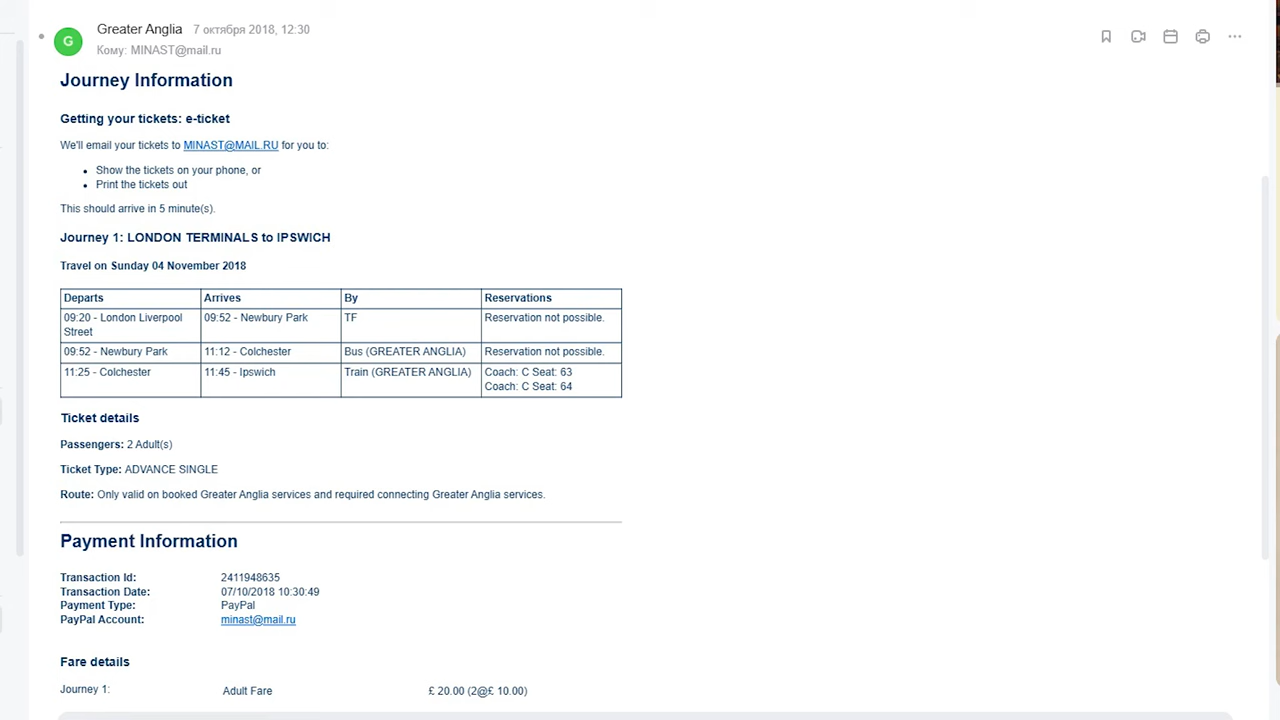 Greater Anglia 7 октября 2018, 12:30
G
Кому: MINAST@mail.ru
Journey Information
Getting your tickets: e-ticket
We'll email your tickets to MINAST@MAIL.RU for you to:
Show the tickets on your phone, or
Print the tickets out
This should arrive in 5 minute(s).
Journey 1: LONDON TERMINALS to IPSWICH
Travel on Sunday 04 November 2018
Departs Arrives By Reservations
09:20 - London Liverpool Street 09:52 - Newbury Park TF Reservation not possible.
09:52 - Newbury Park 11:12 - Colchester Bus (GREATER ANGLIA) Reservation not possible.
11:25 - Colchester 11:45 - Ipswich Train (GREATER ANGLIA) Coach: C Seat: 63
Coach: C Seat: 64
Ticket details
Passengers: 2 Adult(s)
Ticket Type: ADVANCE SINGLE
Route: Only valid on booked Greater Anglia services and required connecting Greater Anglia services.
Payment Information
Transaction Id: 2411948635
Transaction Date: 07/10/2018 10:30:49
Payment Type: PayPal
PayPal Account: minast@mail.ru
Fare details
Journey 1: Adult Fare £ 20.00 (2@£ 10.00)